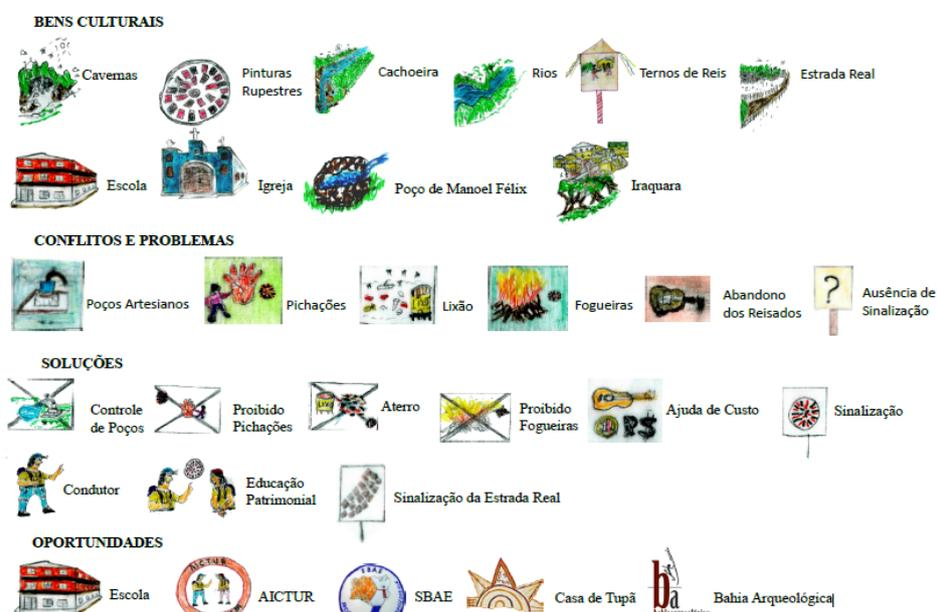 BENS CULTURAIS
Cavernas
Pinturas
Rupestres
Cachoeira
Rios
Ternos de Reis
Estrada Real
Escola
Igreja
Poço de Manoel Félix
Iraquara
CONFLITOS E PROBLEMAS
Poços Artesianos
Pichações
Lixão
Fogueiras
Abandono
dos Reisados
?
Ausência de
Sinalização
SOLUÇÕES
Controle
de Poços
Proibido
Pichações
Aterro
Proibido
Fogueiras
R$
Ajuda de Custo
Sinalização
Condutor
Educação
Patrimonial
Sinalização da Estrada Real
OPORTUNIDADES
Escola
AICTUR
AICTUR
SBAE
SBAE
Casa de Tupã
ba
Bahia Arqueológica